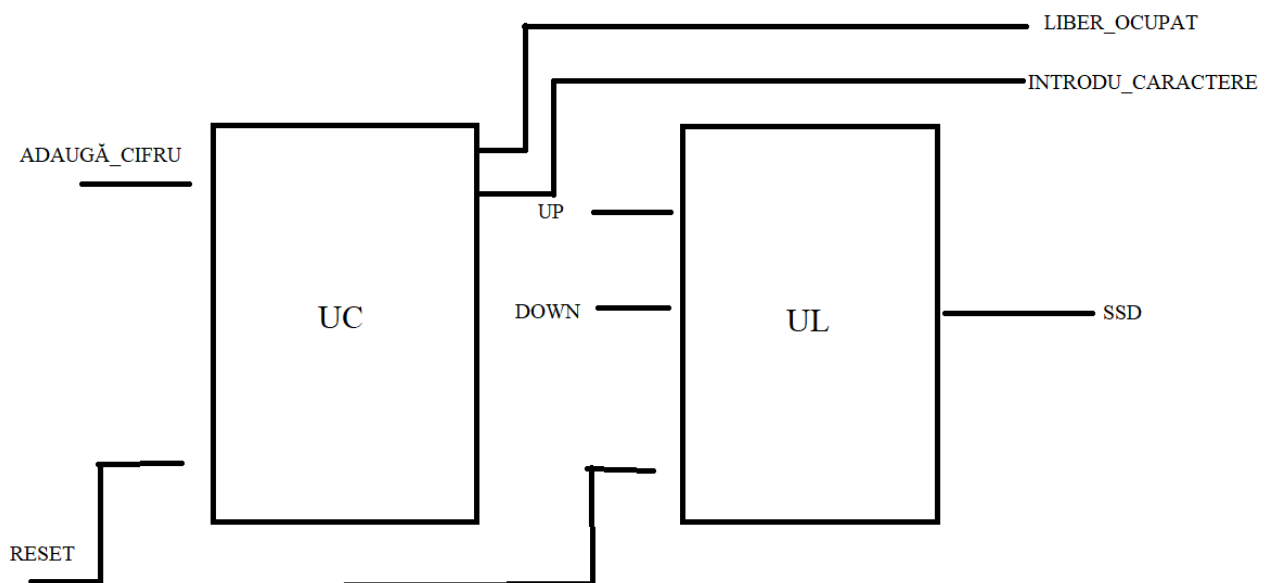 LIBER_OCUPAT
INTRODU_CARACTERE
ADAUGĂ_CIFRU
UP
UC
DOWN
UL
SSD
RESET